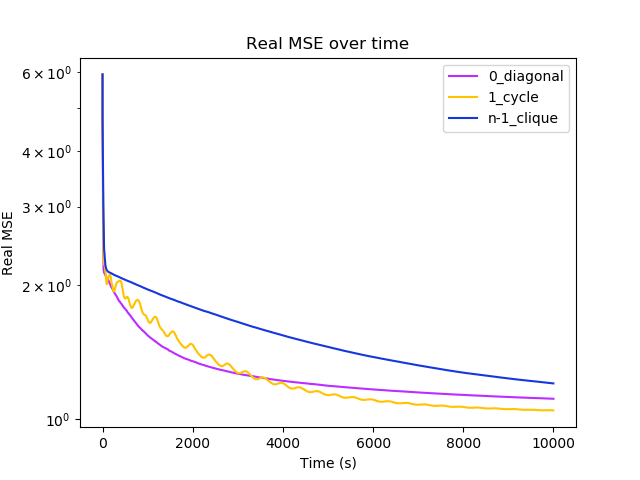 Real MSE over time
Real MSE
6 × 10⁰
4 × 10⁰
3 × 10⁰
2 × 10⁰
10⁰
0_diagonal
1_cycle
n-1_clique
0 2000 4000 6000 8000 10000
Time (s)